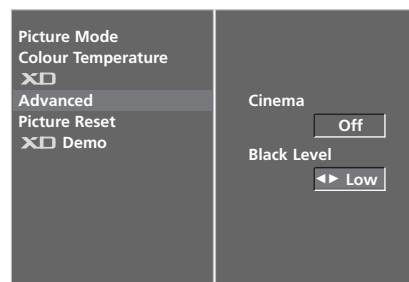 Picture Mode
Colour Temperature
XD
Advanced
Picture Reset
XD Demo
Cinema
Off
Black Level
◄► Low